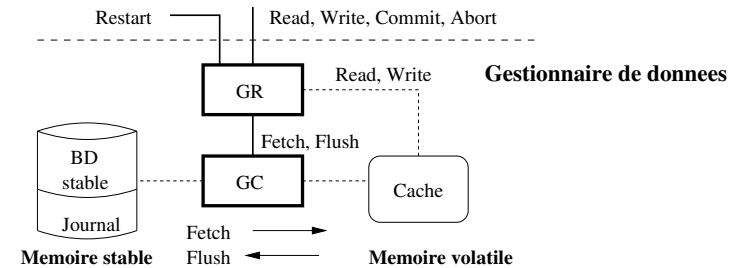 Restart
Read, Write, Commit, Abort
Gestionnaire de donnees
Read, Write
GR
Fetch, Flush
BD
stable
GC
Cache
Journal
Fetch
Memoire stable
Flush
Memoire volatile